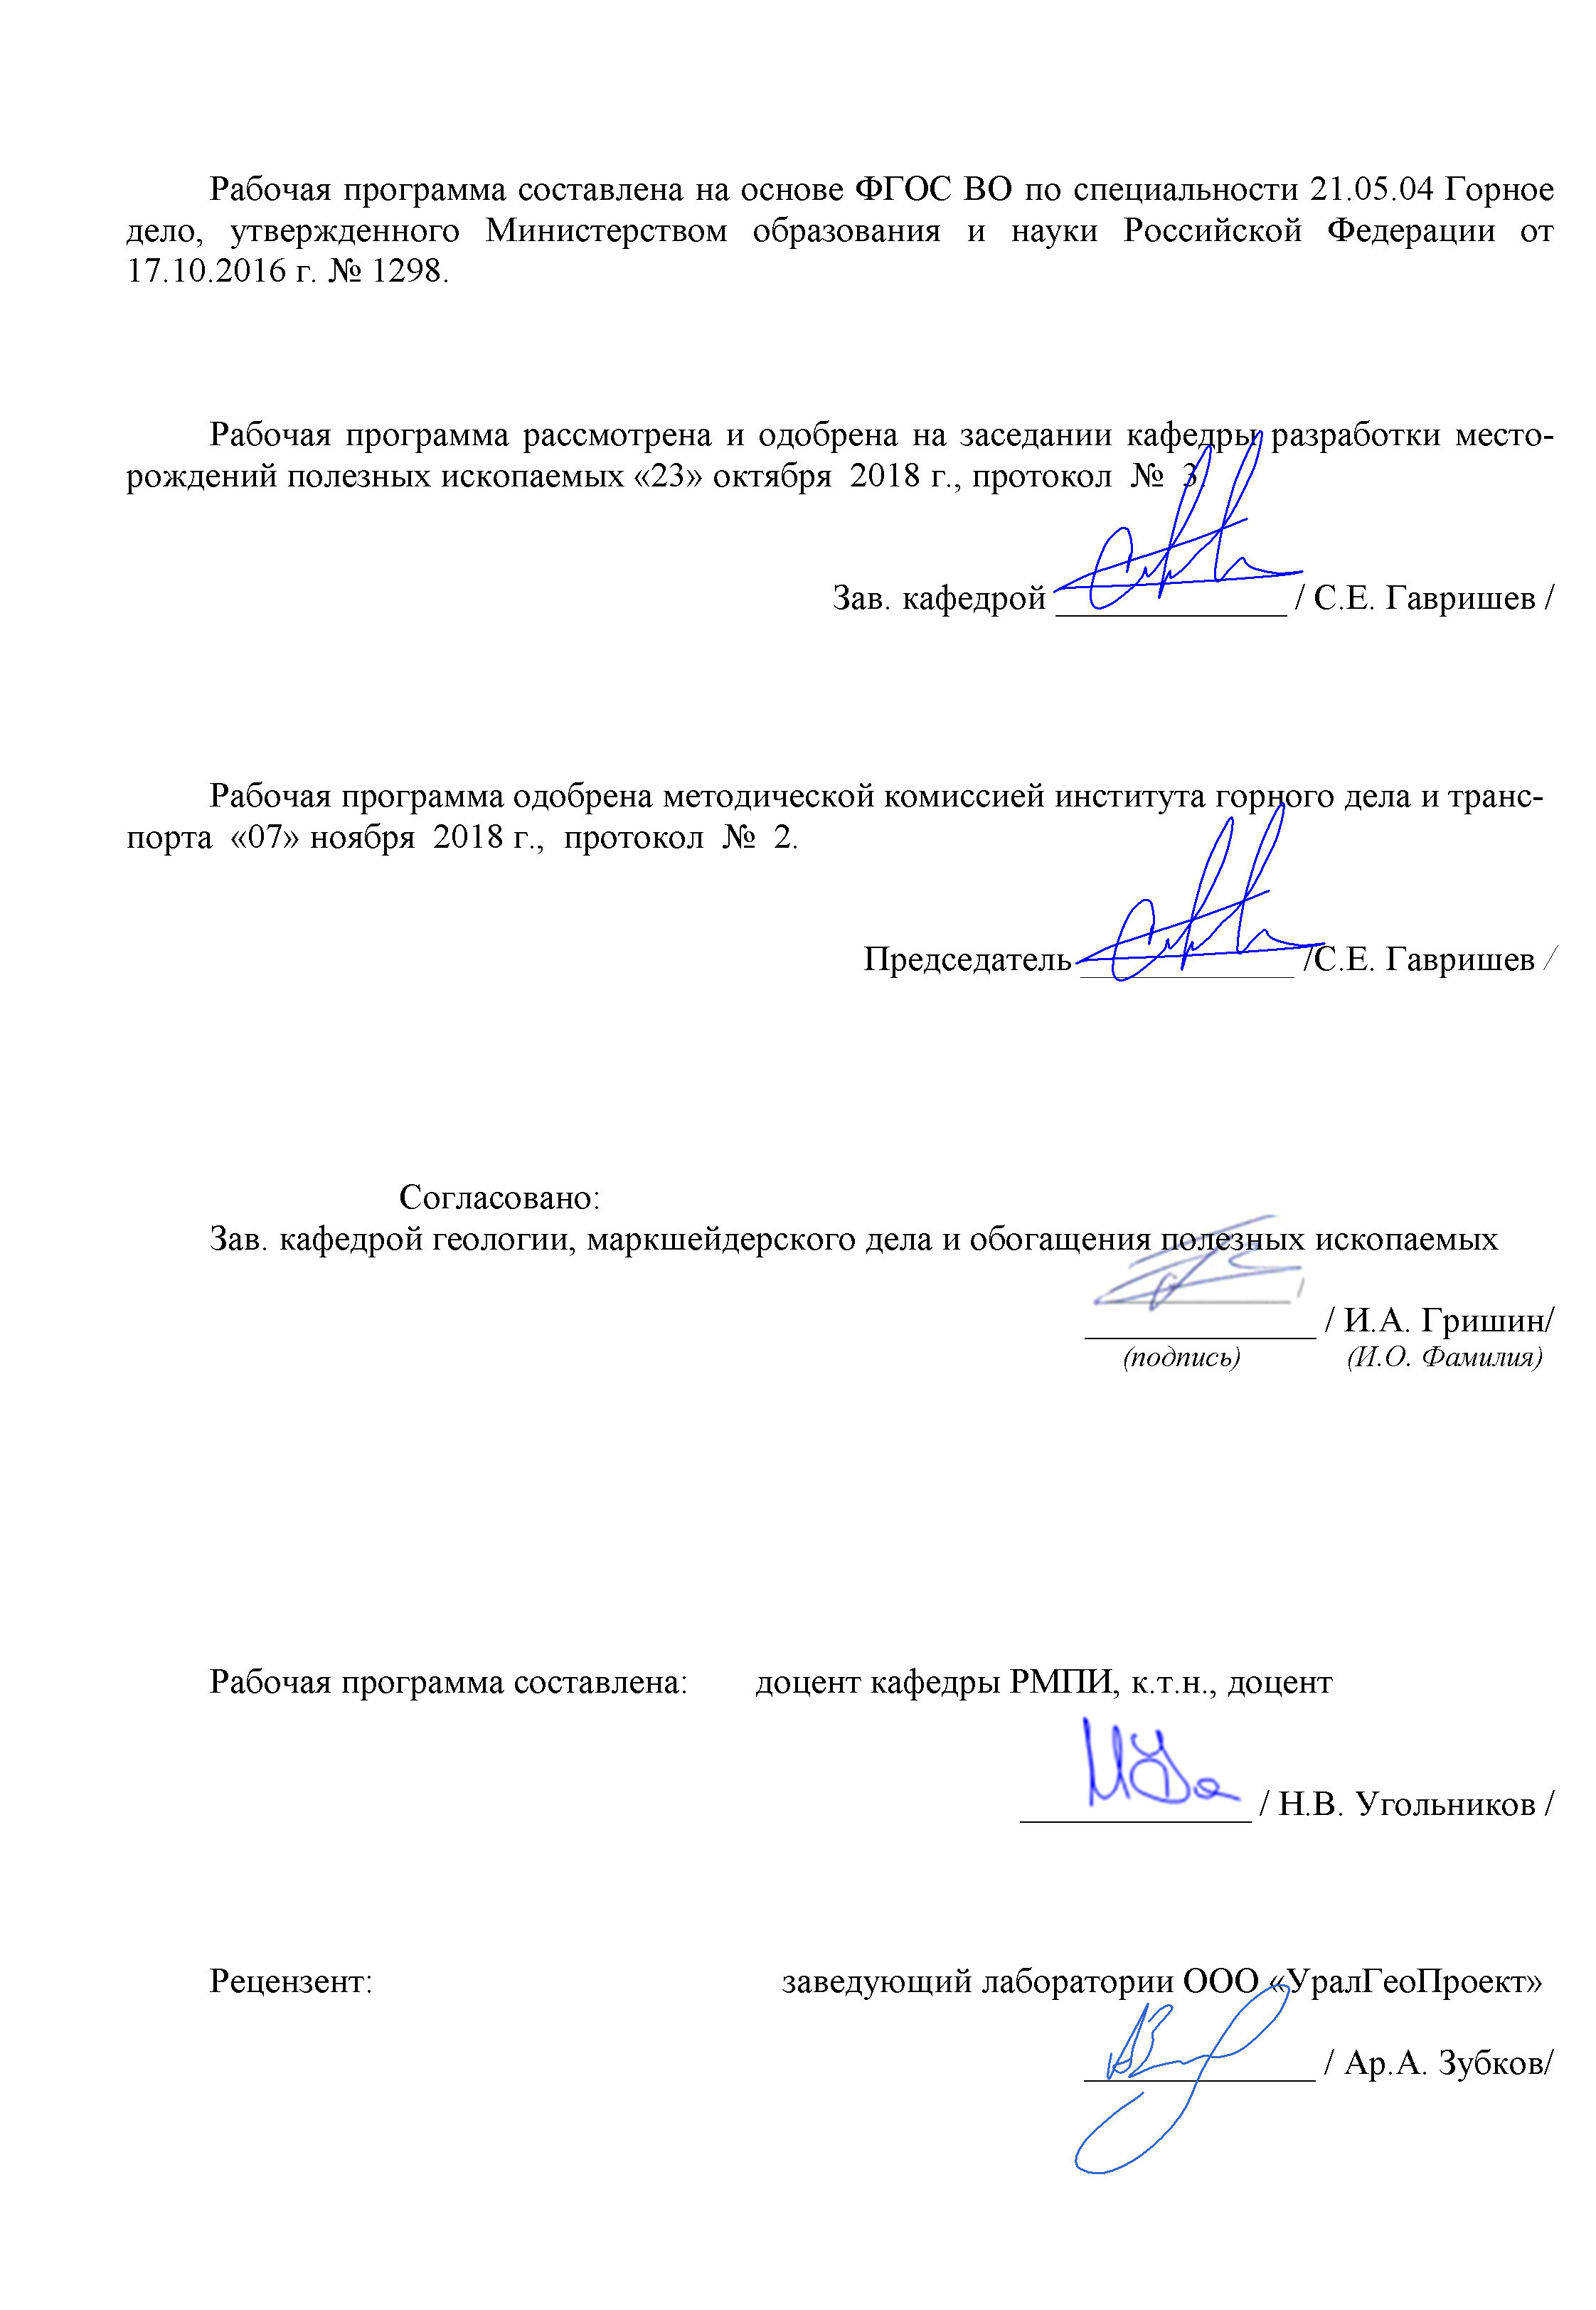 Рабочая программа составлена на основе ФГОС ВО по специальности 21.05.04 Горное
дело, утвержденного Министерством образования и науки Российской Федерации от
17.10.2016 г. № 1298.
Рабочая программа рассмотрена и одобрена на заседании кафедры разработки место-
рождений полезных ископаемых «23» октября 2018 г., протокол № 3.
Зав. кафедрой _____________ / С.Е. Гавришев /
Рабочая программа одобрена методической комиссией института горного дела и транс-
порта «07» ноября 2018 г., протокол № 2.
Председатель ____________ /С.Е. Гавришев /
Согласовано:
Зав. кафедрой геологии, маркшейдерского дела и обогащения полезных ископаемых
_____________ / И.А. Гришин/
(подпись) (И.О. Фамилия)
Рабочая программа составлена: доцент кафедры РМПИ, к.т.н., доцент
_____________ / Н.В. Угольников /
Рецензент: заведующий лаборатории ООО «УралГеоПроект»
_____________ / Ар.А. Зубков/